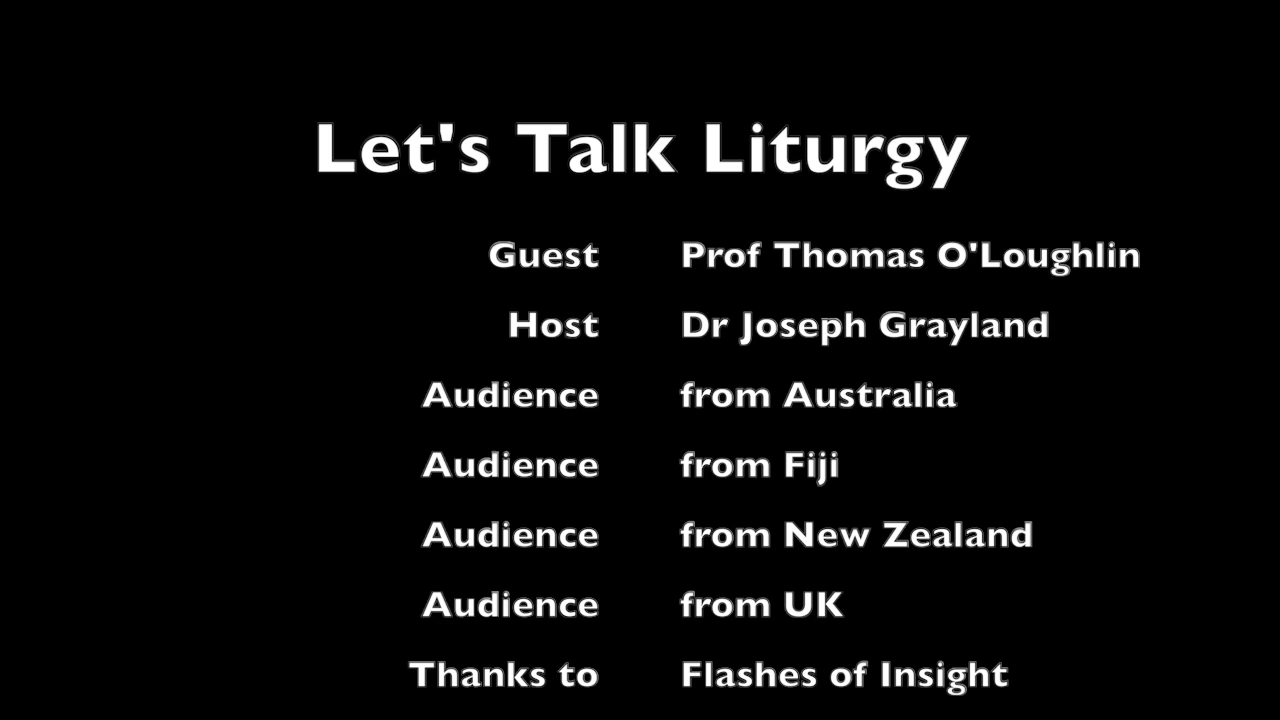 Let's Talk Liturgy
Guest Prof Thomas O'Loughlin
Host Dr Joseph Grayland
Audience from Australia
Audience from Fiji
Audience from New Zealand
Audience from UK
Thanks to Flashes of Insight